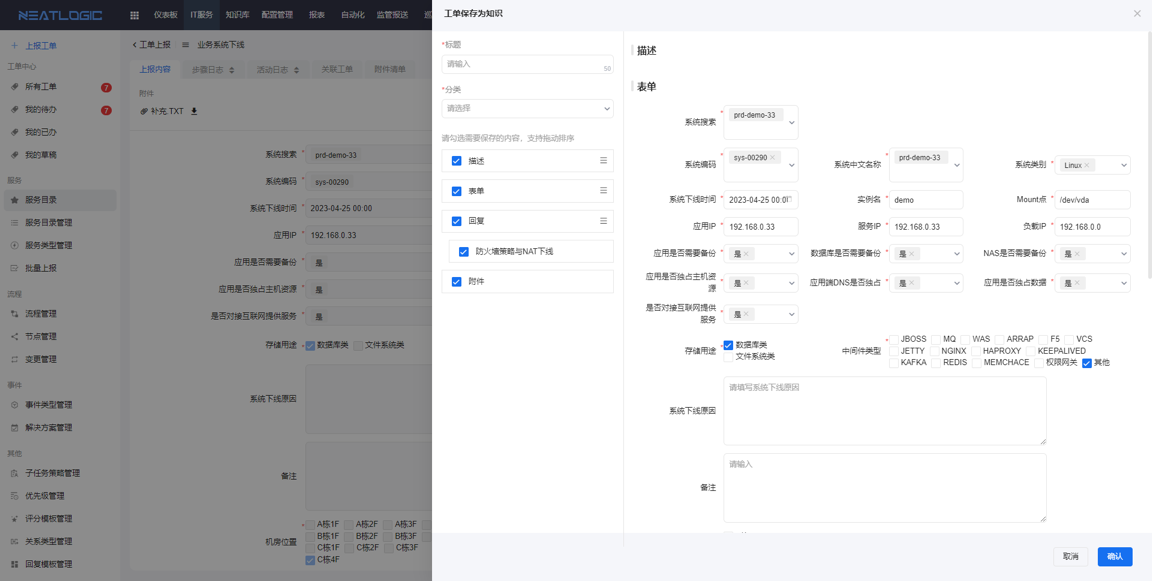 NEATLOGIC
仪表板 IT服务 知识库 配置管理 报表 自动化 监管报送
上报工单
工单中心
所有工单 7
我的待办 7
我的已办
我的草稿
服务
服务目录
服务目录管理
服务类型管理
批量上报
流程
流程管理
节点管理
变更管理
事件
事件类型管理
解决方案管理
其他
子任务策略管理
优先级管理
评分模板管理
关系类型管理
回复模板管理
工单上报 业务系统下线
上报内容 步骤日志 活动日志 关联工单 附件清单
附件
补充.TXT
系统搜索 * prd-demo-33
系统编码 * sys-00290
系统下线时间 * 2023-04-25 00:00
应用IP * 192.168.0.33
应用是否需要备份 * 是
应用是否独占主机资源 * 是
是否对接互联网提供服务 * 是
存储用途 * 数据库类 文件系统类
系统下线原因
备注
机房位置 *
A栋1F A栋2F A栋3F
B栋1F B栋2F B栋3F
C栋1F C栋2F C栋3F
C栋4F
工单保存为知识
*标题
请输入 50
*分类
请选择
请勾选需要保存的内容、支持拖动排序
描述
表单
回复
防火墙策略与NAT下线
附件
描述
表单
系统搜索 * prd-demo-33
系统编码 * sys-00290 系统中文名称 * prd-demo-33 系统类别 * Linux
系统下线时间 * 2023-04-25 00:0 实例名 * demo Mount点 * /dev/vda
应用IP * 192.168.0.33 服务IP * 192.168.0.33 负载IP * 192.168.0.0
应用是否需要备份 * 是 数据库是否需要备份 * 是 NAS是否需要备份 * 是
应用是否独占主机资源 * 是 应用端DNS是否独占 * 是 应用是否独占数据 * 是
是否对接互联网提供服务 * 是
存储用途 * 数据库类
文件系统类
中间件类型 *
JBOSS MQ WAS ARRAP F5 VCS
JETTY NGINX HAPROXY KEEPALIVED
KAFKA REDIS MEMCHACE 权限网关 其他
系统下线原因 请填写系统下线原因
备注 请输入
取消 确认